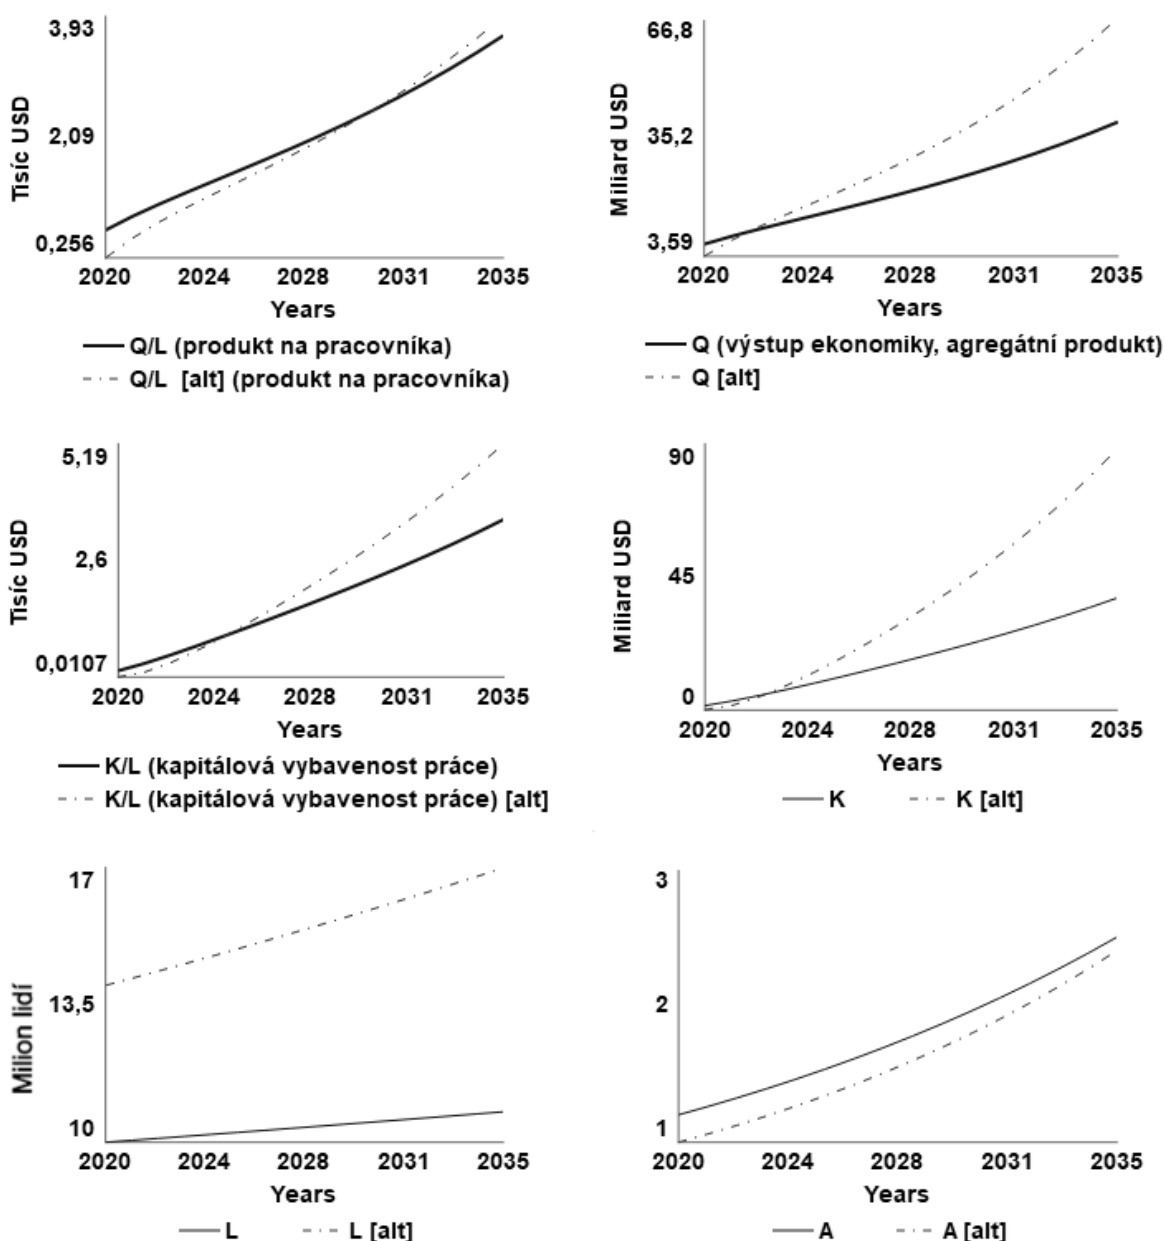 3,93
2,09
0,256
Tisíc USD
2020 2024 2028 2031 2035
Years
Q/L (produkt na pracovníka)
Q/L [alt] (produkt na pracovníka)
66,8
35,2
3,59
Miliard USD
2020 2024 2028 2031 2035
Years
Q (výstup ekonomiky, agregátní produkt)
Q [alt]
5,19
2,6
0,0107
Tisíc USD
2020 2024 2028 2031 2035
Years
K/L (kapitálová vybavenost práce)
K/L (kapitálová vybavenost práce) [alt]
90
45
0
Miliard USD
2020 2024 2028 2031 2035
Years
K K [alt]
17
13,5
10
Milion lidí
2020 2024 2028 2031 2035
Years
L L [alt]
3
2
1
2020 2024 2028 2031 2035
Years
A A [alt]